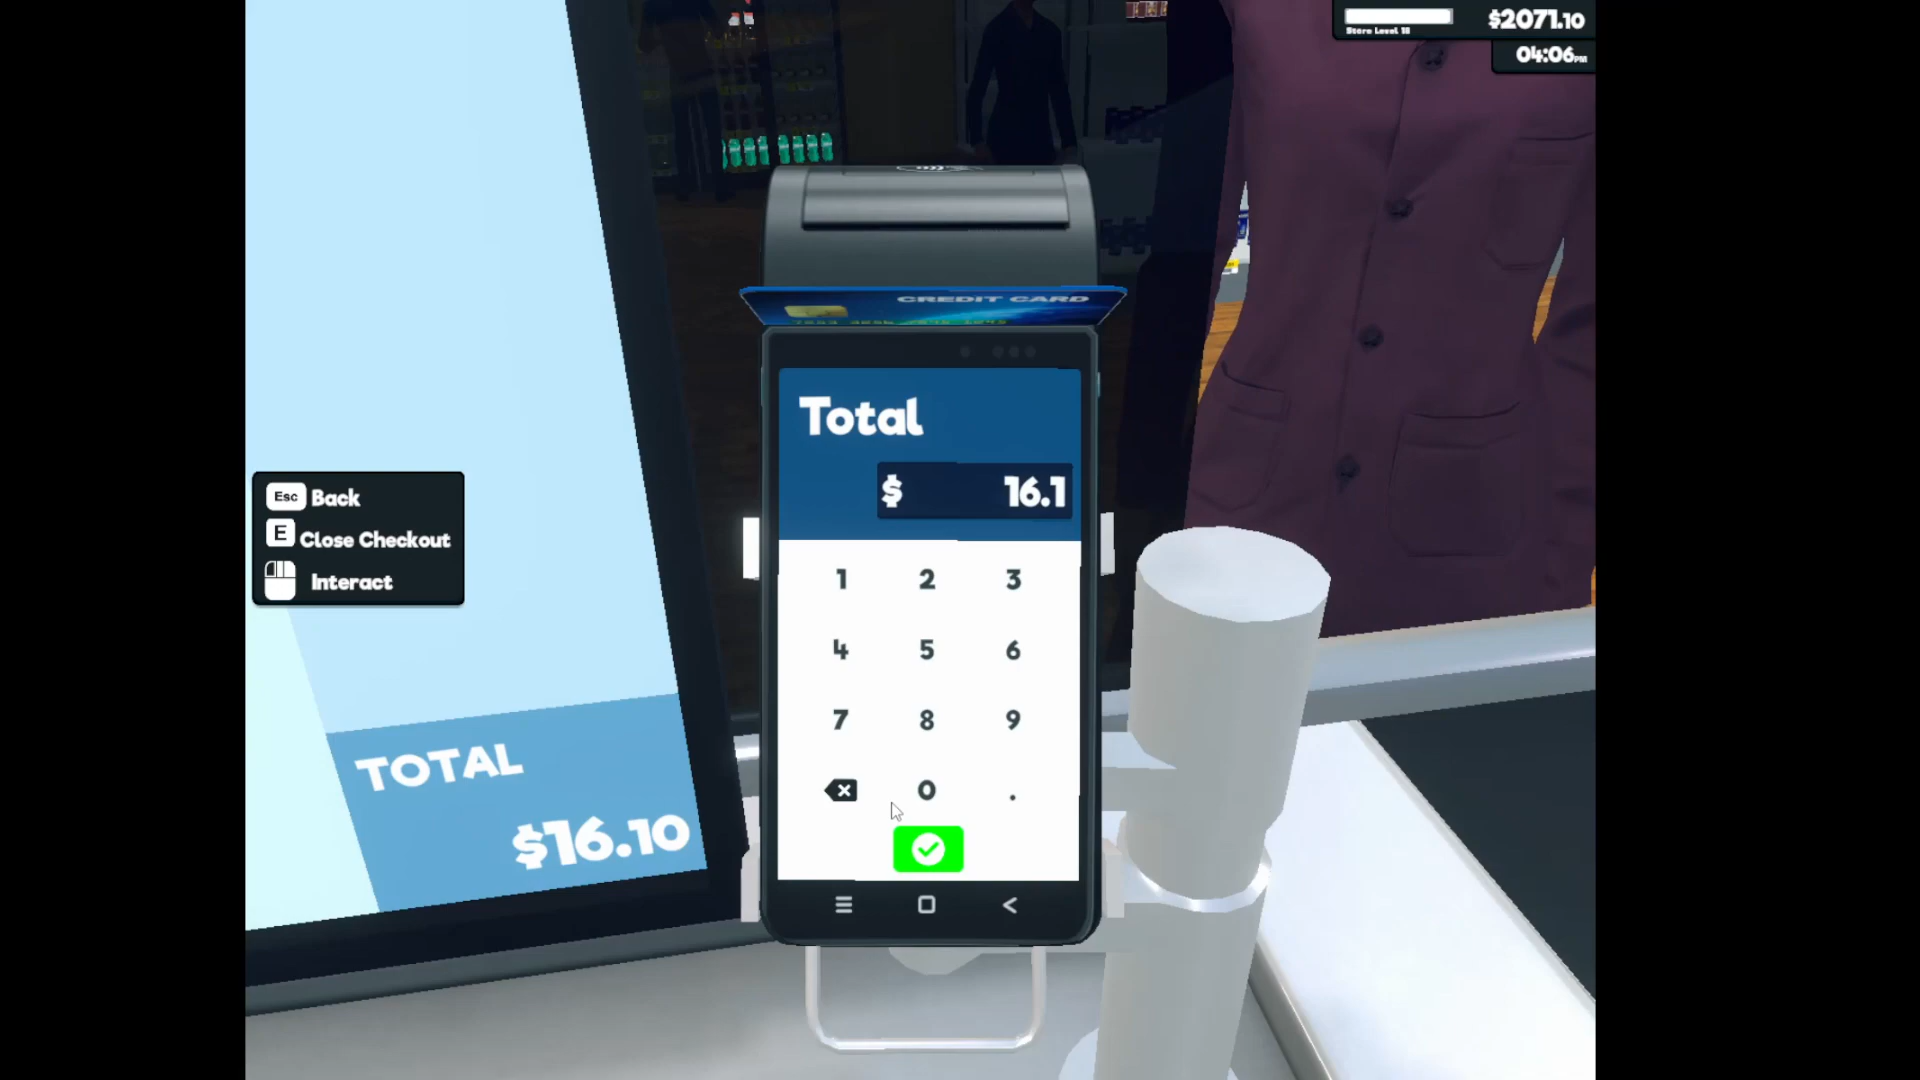 $2071.10
Store Level 18
04:06PM
CREDIT CARD
Total
$ 16.1
Esc Back
E Close Checkout
Interact
1 2 3
4 5 6
7 8 9
0 .
TOTAL
$16.10